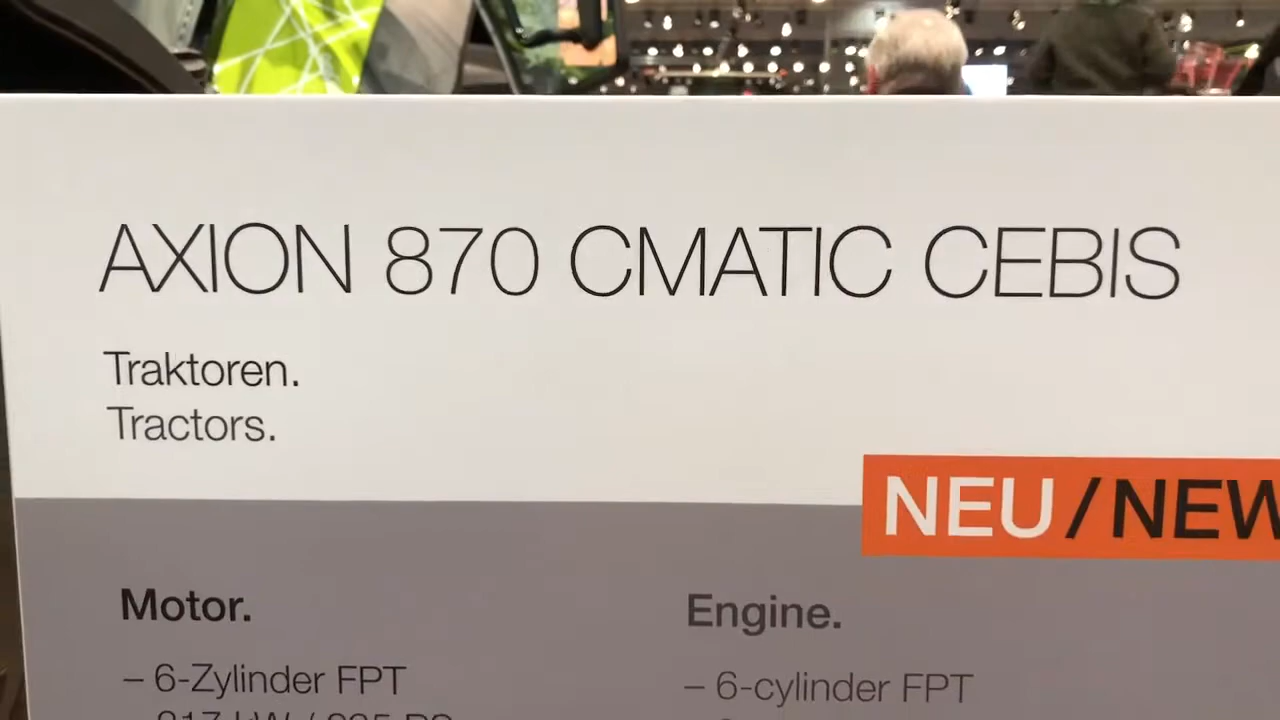 AXION 870 CMATIC CEBIS
Traktoren.
Tractors.
NEU/NEW
Motor.
Engine.
– 6-Zylinder FPT
– 6-cylinder FPT